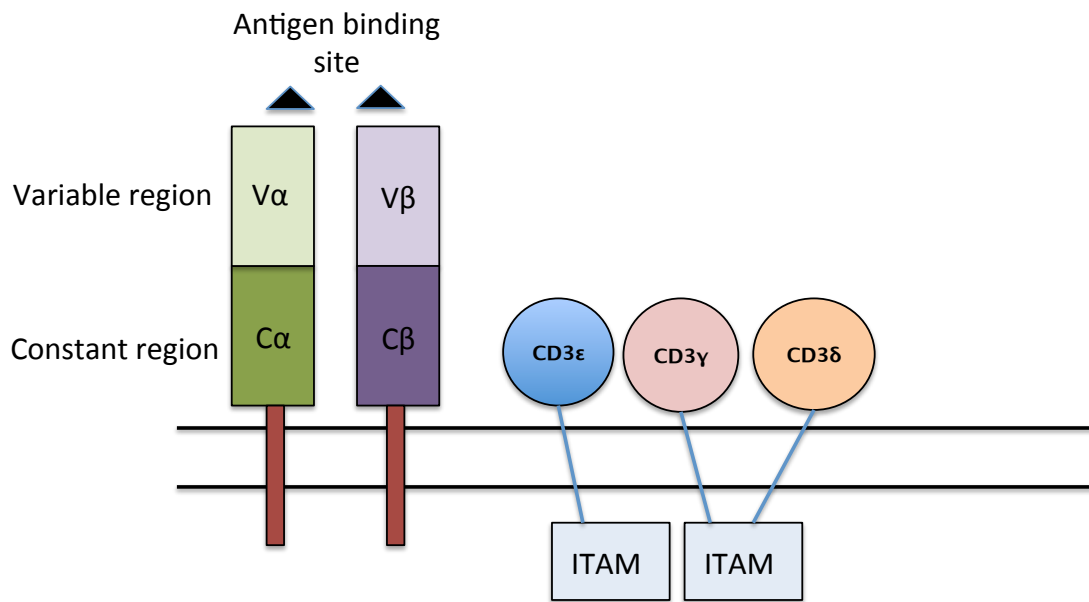 Antigen binding
site
Variable region
Vα
Vβ
Constant region
Cα
Cβ
CD3ε
CD3γ
CD3δ
ITAM
ITAM